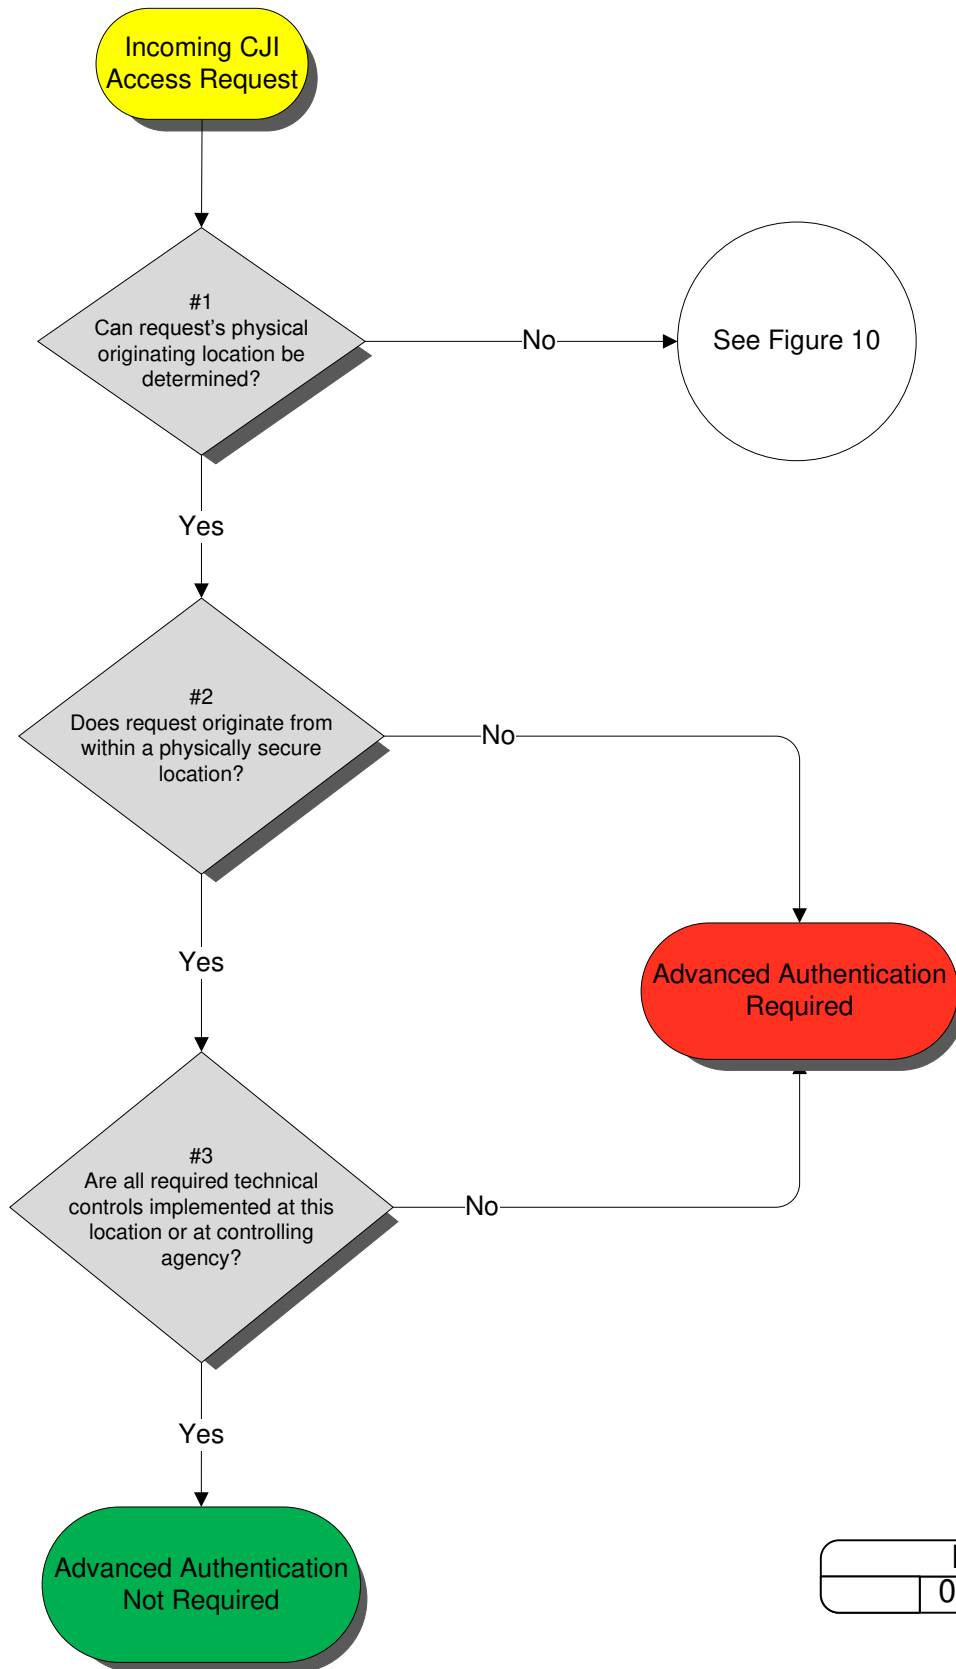 Incoming CJI
Access Request
#1
Can request's physical
originating location be
determined?
No
See Figure 10
Yes
#2
Does request originate from
within a physically secure
location?
No
Yes
Advanced Authentication
Required
#3
Are all required technical
controls implemented at this
location or at controlling
agency?
No
Yes
Advanced Authentication
Not Required
0